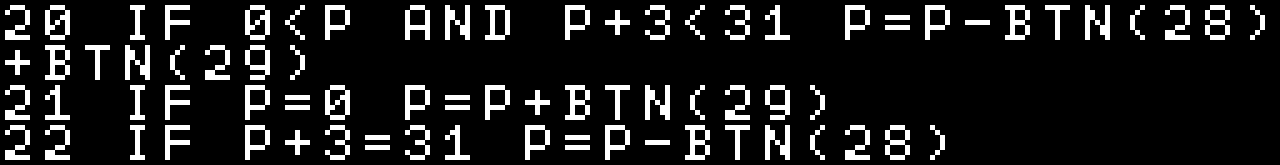 20 IF 0<P AND P+3<31 P=P-BTN(28)
+BTN(29)
21 IF P=0 P=P+BTN(29)
22 IF P+3=31 P=P-BTN(28)